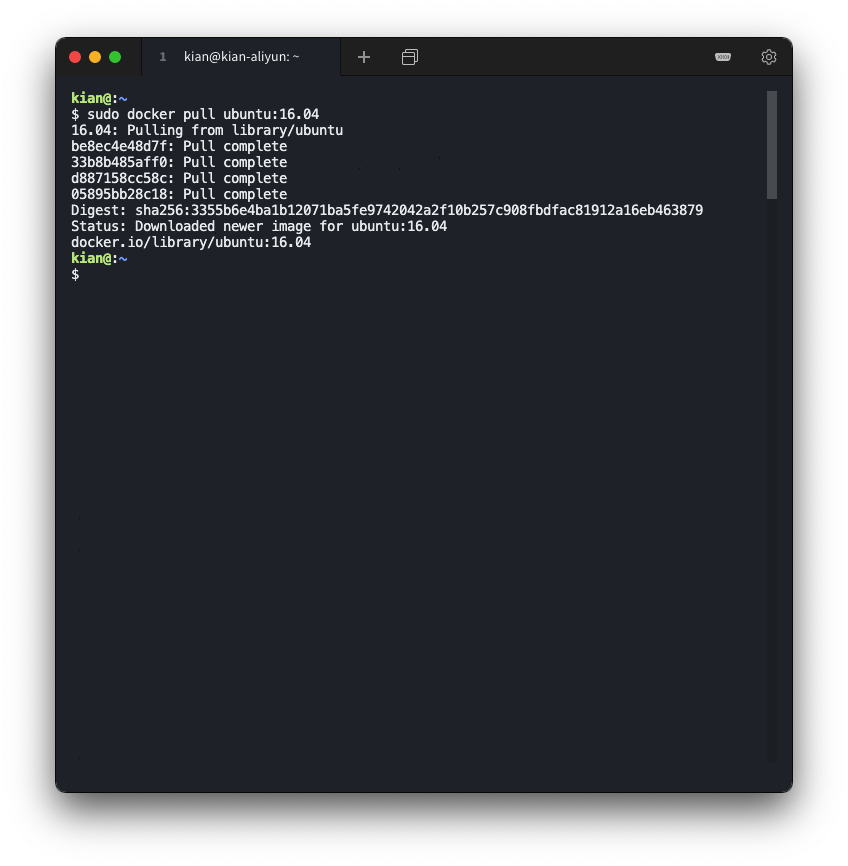 1 kian@kian-aliyun: ~
kian@:~
$ sudo docker pull ubuntu:16.04
16.04: Pulling from library/ubuntu
be8ec4e48d7f: Pull complete
33b8b485aff0: Pull complete
d887158cc58c: Pull complete
05895bb28c18: Pull complete
Digest: sha256:3355b6e4ba1b12071ba5fe9742042a2f10b257c908fbdfac81912a16eb463879
Status: Downloaded newer image for ubuntu:16.04
docker.io/library/ubuntu:16.04
kian@:~
$